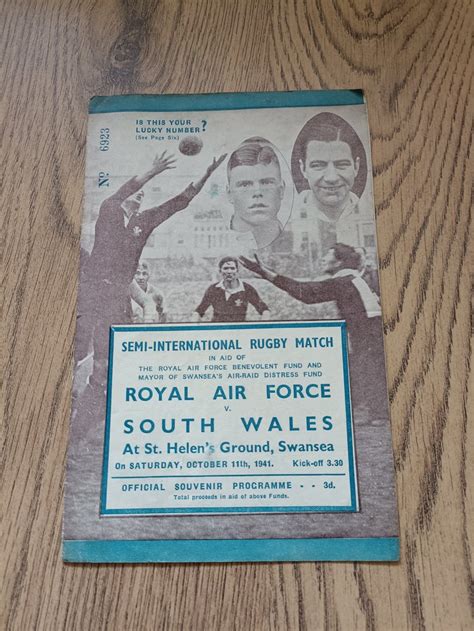 IS THIS YOUR
LUCKY NUMBER?
(See Page Six)
No 6923
SEMI-INTERNATIONAL RUGBY MATCH
IN AID OF
THE ROYAL AIR FORCE BENEVOLENT FUND AND
MAYOR OF SWANSEA'S AIR-RAID DISTRESS FUND
ROYAL AIR FORCE
v.
SOUTH WALES
At St. Helen's Ground, Swansea
On SATURDAY, OCTOBER 11th, 1941. Kick-off 3.30
OFFICIAL SOUVENIR PROGRAMME - - 3d.
Total proceeds in aid of above Funds.